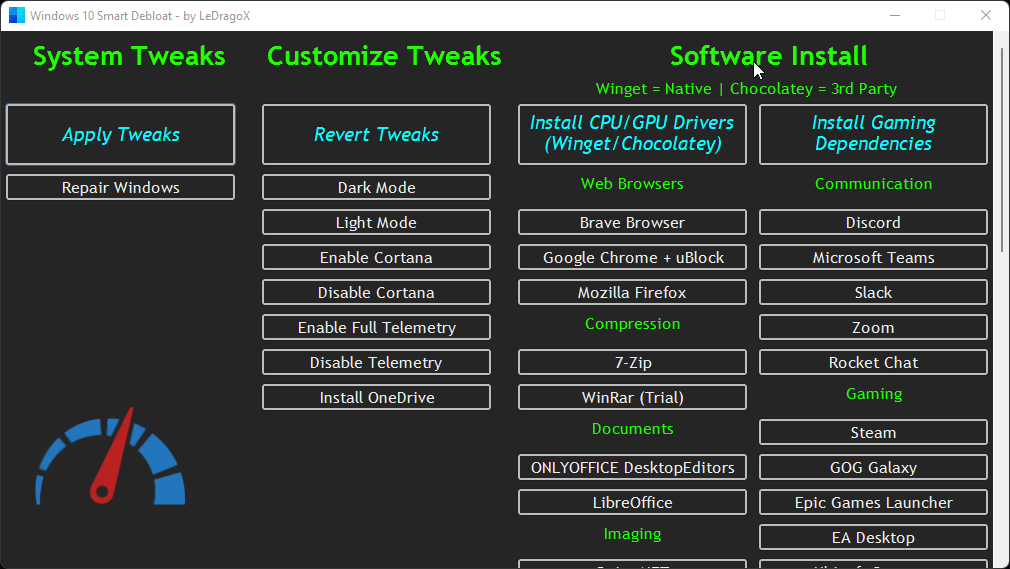 Windows 10 Smart Debloat - by LeDragoX
System Tweaks
Apply Tweaks
Repair Windows
Customize Tweaks
Revert Tweaks
Dark Mode
Light Mode
Enable Cortana
Disable Cortana
Enable Full Telemetry
Disable Telemetry
Install OneDrive
Software Install
Winget = Native | Chocolatey = 3rd Party
Install CPU/GPU Drivers
(Winget/Chocolatey)
Web Browsers
Brave Browser
Google Chrome + uBlock
Mozilla Firefox
Compression
7-Zip
WinRar (Trial)
Documents
ONLYOFFICE DesktopEditors
LibreOffice
Imaging
Install Gaming
Dependencies
Communication
Discord
Microsoft Teams
Slack
Zoom
Rocket Chat
Gaming
Steam
GOG Galaxy
Epic Games Launcher
EA Desktop